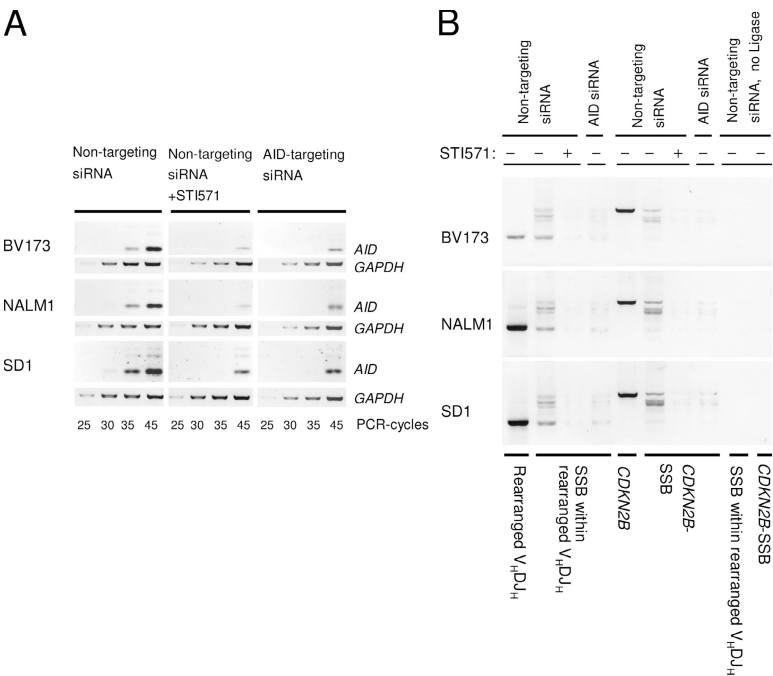 A
Non-targeting
siRNA
Non-targeting
siRNA
+STI571
AID-targeting
siRNA
BV173
AID
GAPDH
NALM1
AID
GAPDH
SD1
AID
GAPDH
25 30 35 45 25 30 35 45 25 30 35 45 PCR-cycles
B
Non-targeting
siRNA
AID siRNA
Non-targeting
siRNA
AID siRNA
Non-targeting
siRNA, no Ligase
STI571: – – + – – – + – – –
BV173
NALM1
SD1
Rearranged VHDJH
SSB within
rearranged VHDJH
CDKN2B
CDKN2B-
SSB
SSB within rearranged VHDJH
CDKN2B-SSB